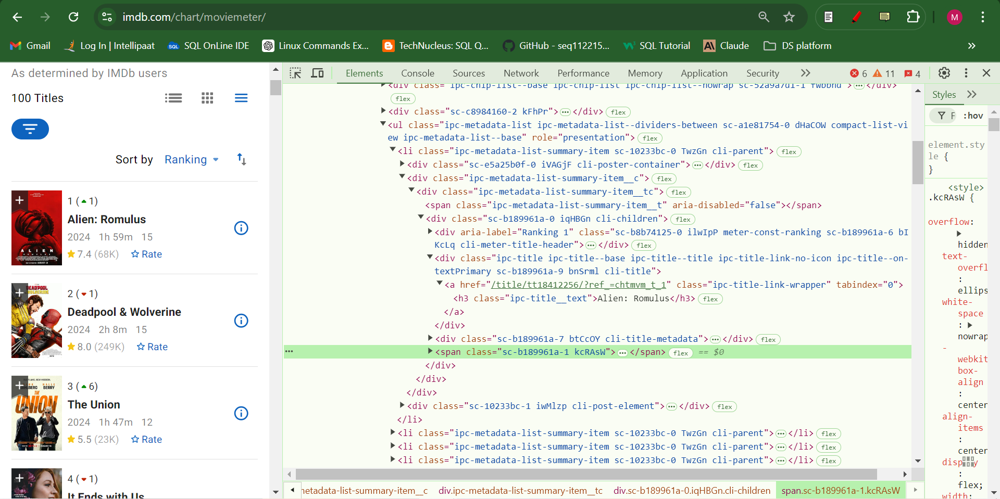 imdb.com/chart/moviemeter/
M
Gmail
Log In | Intellipaat
SQL OnLine IDE
Linux Commands Ex...
TechNucleus: SQL Q...
GitHub - seq112215...
SQL Tutorial
Claude
DS platform
As determined by IMDb users
100 Titles
Sort by Ranking
1 (1)
Alien: Romulus
2024 1h 59m 15
7.4 (68K) Rate
ALIEN
2 (1)
Deadpool & Wolverine
2024 2h 8m 15
8.0 (249K) Rate
DEADPOOL
3 (6)
The Union
2024 1h 47m 12
5.5 (23K) Rate
HALLE
BERRY
THE
UNION
4 (1)
It Ends with Us
Elements Console Sources Network Performance Memory Application Security 6 11 4
<div class="ipc-chip-list--base ipc-chip-list ipc-chip-list--nowrap sc-52a9a7d1-1 fwbbhd">…</div>
flex
<div class="sc-c8984160-2 kFhPr">…</div> flex
<ul class="ipc-metadata-list ipc-metadata-list--dividers-between sc-a1e81754-0 dHaCOW compact-list-vi
ew ipc-metadata-list--base" role="presentation"> flex
<li class="ipc-metadata-list-summary-item sc-10233bc-0 TwzGn cli-parent"> flex
<div class="sc-e5a25b0f-0 iVAGjF cli-poster-container">…</div> flex
<div class="ipc-metadata-list-summary-item__c"> flex
<div class="ipc-metadata-list-summary-item__tc"> flex
<span class="ipc-metadata-list-summary-item__t" aria-disabled="false"></span>
<div class="sc-b189961a-0 iqHBGn cli-children"> flex
<div aria-label="Ranking 1" class="sc-b8b74125-0 ilwIpP meter-const-ranking sc-b189961a-6 bI
KcLq cli-meter-title-header">…</div> flex
<div class="ipc-title ipc-title--base ipc-title--title ipc-title-link-no-icon ipc-title--on-
textPrimary sc-b189961a-9 bnSrml cli-title">
<a href="/title/tt18412256/?ref_=chtmvm_t_1" class="ipc-title-link-wrapper" tabindex="0">
<h3 class="ipc-title__text">Alien: Romulus</h3> flex
</a>
</div>
<div class="sc-b189961a-7 btCcOY cli-title-metadata">…</div> flex
… <span class="sc-b189961a-1 kcRAsW">…</span> flex == $0
</div>
</div>
</div>
<div class="sc-10233bc-1 iwMlzp cli-post-element">…</div> flex
</li>
<li class="ipc-metadata-list-summary-item sc-10233bc-0 TwzGn cli-parent">…</li> flex
<li class="ipc-metadata-list-summary-item sc-10233bc-0 TwzGn cli-parent">…</li> flex
<li class="ipc-metadata-list-summary-item sc-10233bc-0 TwzGn cli-parent">…</li> flex
netadata-list-summary-item__c div.ipc-metadata-list-summary-item__tc div.sc-b189961a-0.iqHBGn.cli-children span.sc-b189961a-1.kcRAsW
Styles
F :hov
element.sty
le {
}
<style>
.kcRAsW {
overflow:
hidden
text-
overfl
:
ellips
white-
space
:
nowrap
-
webkit
box-
align
:
center
align-
items
:
center
display
:
flex;
width: